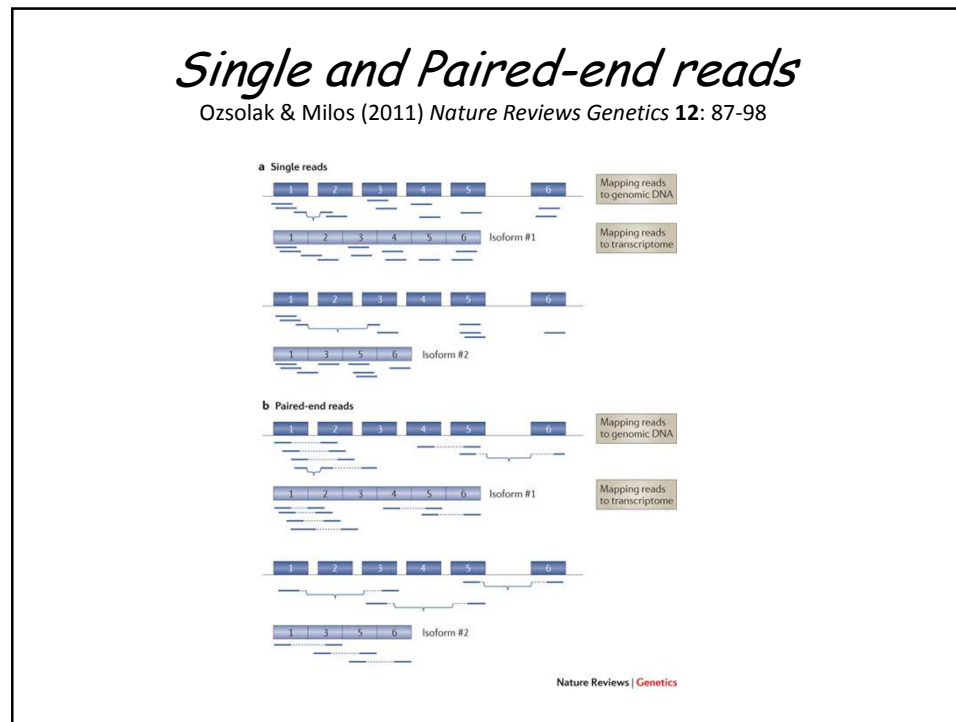 Single and Paired-end reads
Ozsolak & Milos (2011) Nature Reviews Genetics 12: 87-98
a Single reads
1 2 3 4 5 6
Mapping reads
to genomic DNA
1 2 3 4 5 6 Isoform #1
Mapping reads
to transcriptome
1 2 3 4 5 6
1 3 5 6 Isoform #2
b Paired-end reads
1 2 3 4 5 6
Mapping reads
to genomic DNA
1 2 3 4 5 6 Isoform #1
Mapping reads
to transcriptome
1 2 3 4 5 6
1 3 5 6 Isoform #2
Nature Reviews | Genetics